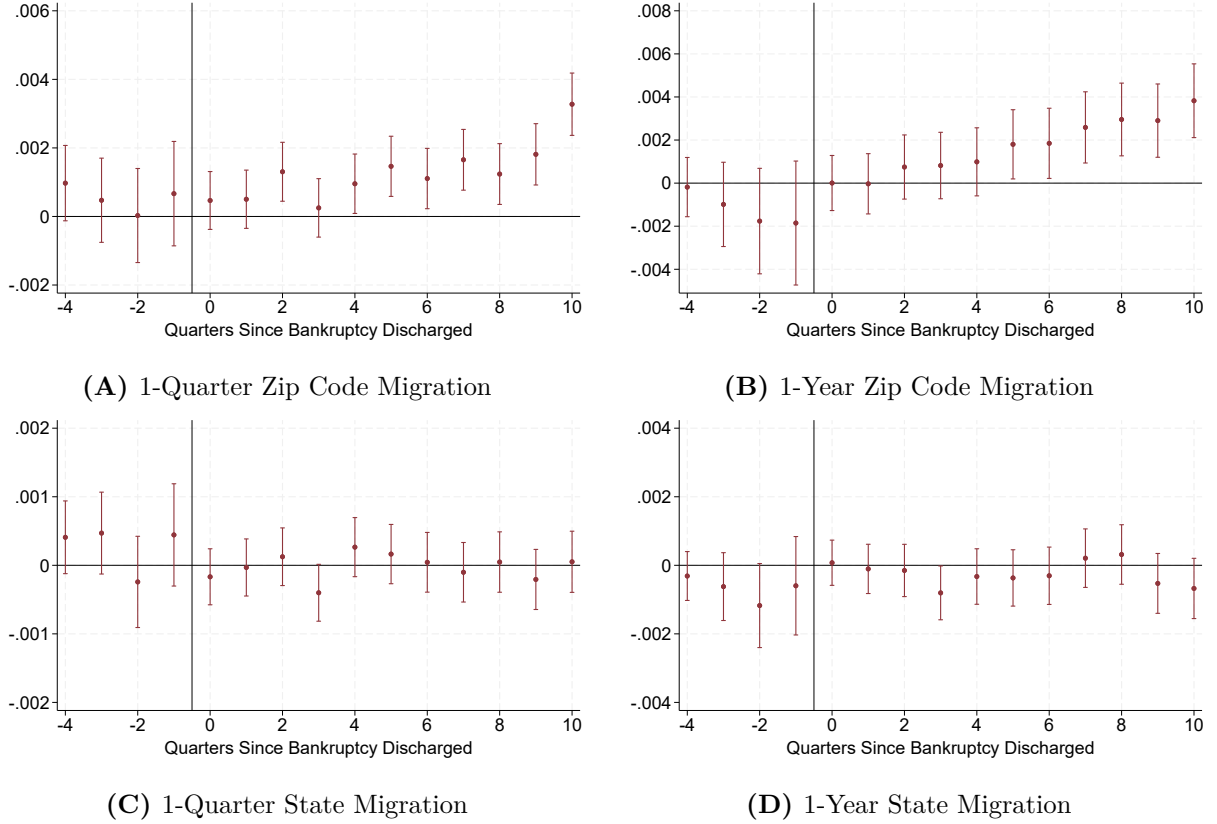 .006
.004
.002
0
-.002
-4 -2 0 2 4 6 8 10
Quarters Since Bankruptcy Discharged
(A) 1-Quarter Zip Code Migration
.008
.006
.004
.002
0
-.002
-.004
-4 -2 0 2 4 6 8 10
Quarters Since Bankruptcy Discharged
(B) 1-Year Zip Code Migration
.002
.001
0
-.001
-.002
-4 -2 0 2 4 6 8 10
Quarters Since Bankruptcy Discharged
(C) 1-Quarter State Migration
.004
.002
0
-.002
-.004
-4 -2 0 2 4 6 8 10
Quarters Since Bankruptcy Discharged
(D) 1-Year State Migration